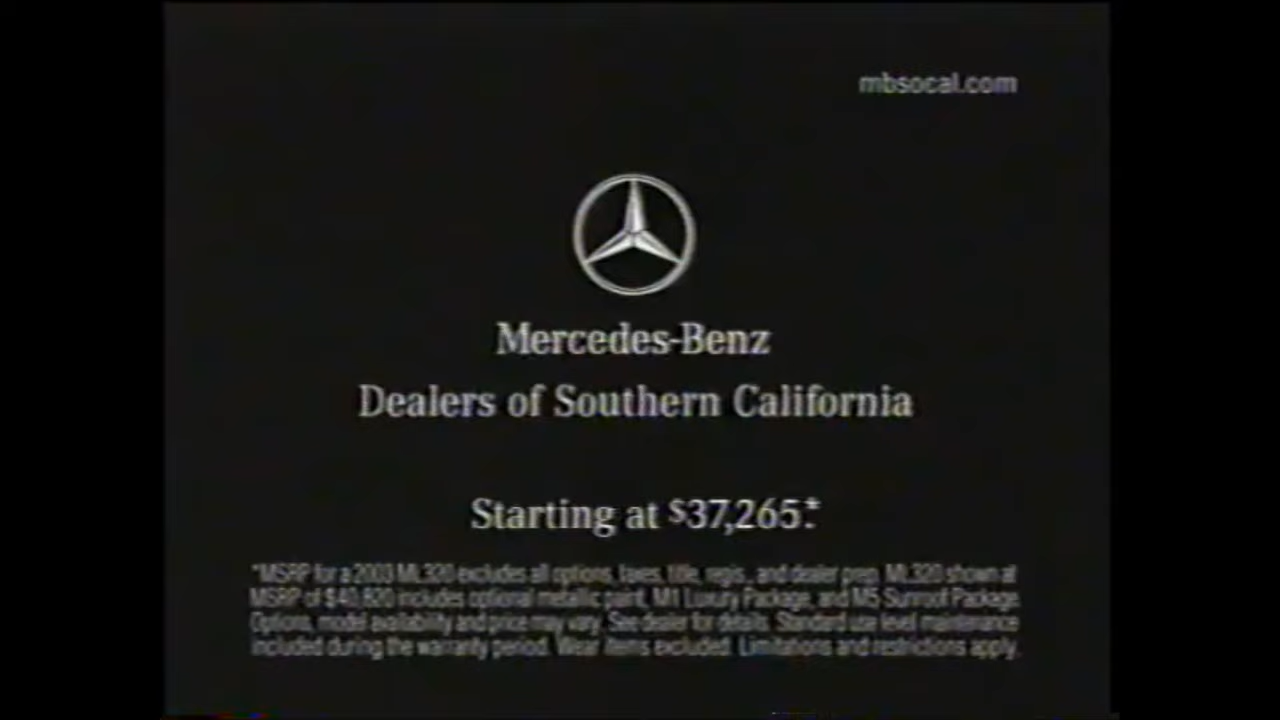 mbsocal.com
Mercedes-Benz
Dealers of Southern California
Starting at $37,265.*
*MSRP for a 2003 ML320 excludes all options, taxes, title, regis., and dealer prep. ML320 shown at
MSRP of $40,820 includes optional metallic paint, M1 Luxury Package, and M5 Sunroof Package.
Options, model availability and price may vary. See dealer for details. Standard use level maintenance
included during the warranty period. Wear items excluded. Limitations and restrictions apply.